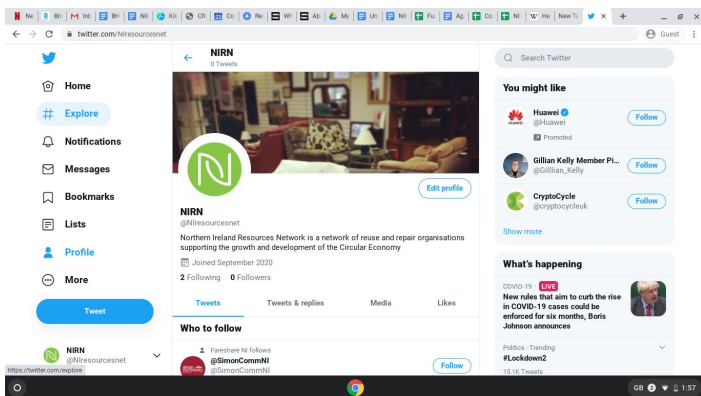 Ne
Bri
Inb
BH
NII
Kii
CR
Co
Re
W!
Ab
My
Un
NII
Fu
Ag
Co
NI
He
New Ta
twitter.com/NIresourcesnet
Guest
Home
Explore
Notifications
Messages
Bookmarks
Lists
Profile
More
Tweet
NIRN
@NIresourcesnet
https://twitter.com/explore
NIRN
0 Tweets
Edit profile
NIRN
@NIresourcesnet
Northern Ireland Resources Network is a network of reuse and repair organisations
supporting the growth and development of the Circular Economy
Joined September 2020
2 Following 0 Followers
Tweets Tweets & replies Media Likes
Who to follow
Fareshare NI follows
@SimonCommNI
@SimonCommNI
Follow
Search Twitter
You might like
Huawei
@Huawei
Promoted
Follow
Gillian Kelly Member Pi...
@Gilllian_Kelly
Follow
CryptoCycle
@cryptocycleuk
Follow
Show more
What's happening
COVID-19 · LIVE
New rules that aim to curb the rise
in COVID-19 cases could be
enforced for six months, Boris
Johnson announces
Politics · Trending
#Lockdown2
15.1K Tweets
GB 2 1:57